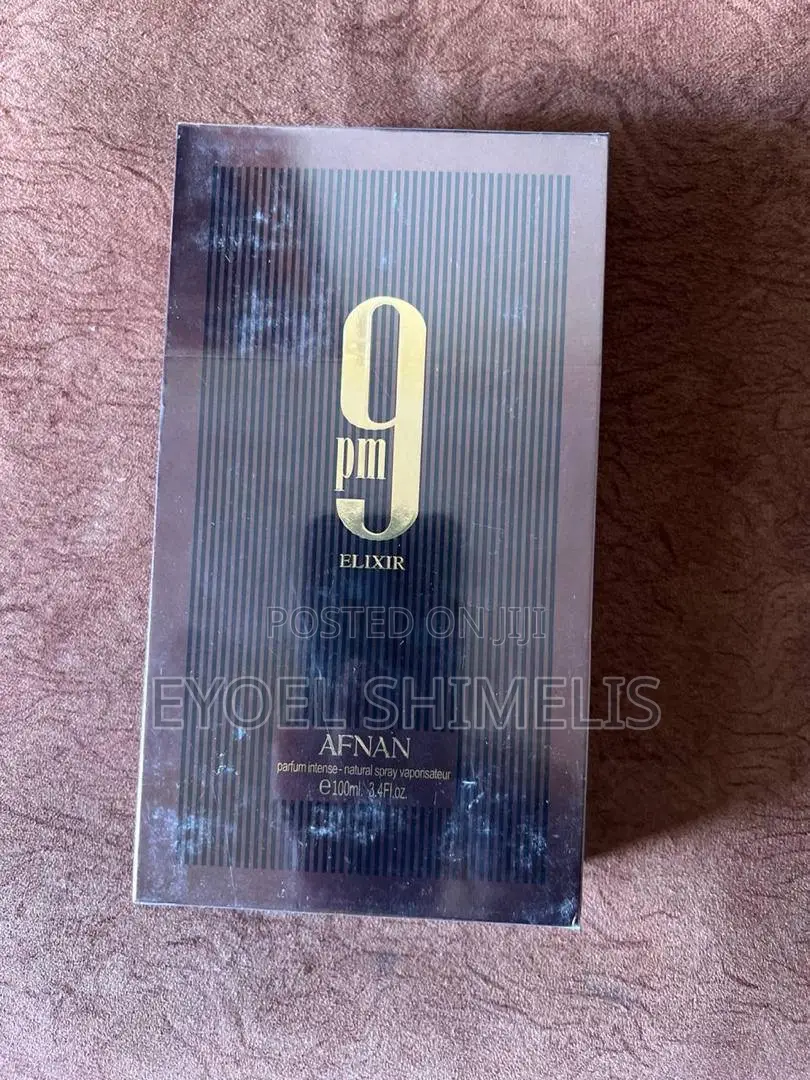 9
pm
ELIXIR
POSTED ON JIJI
EYOEL SHIMELIS
AFNAN
parfum intense - natural spray vaporisateur
℮100ml. 3.4Fl.oz.